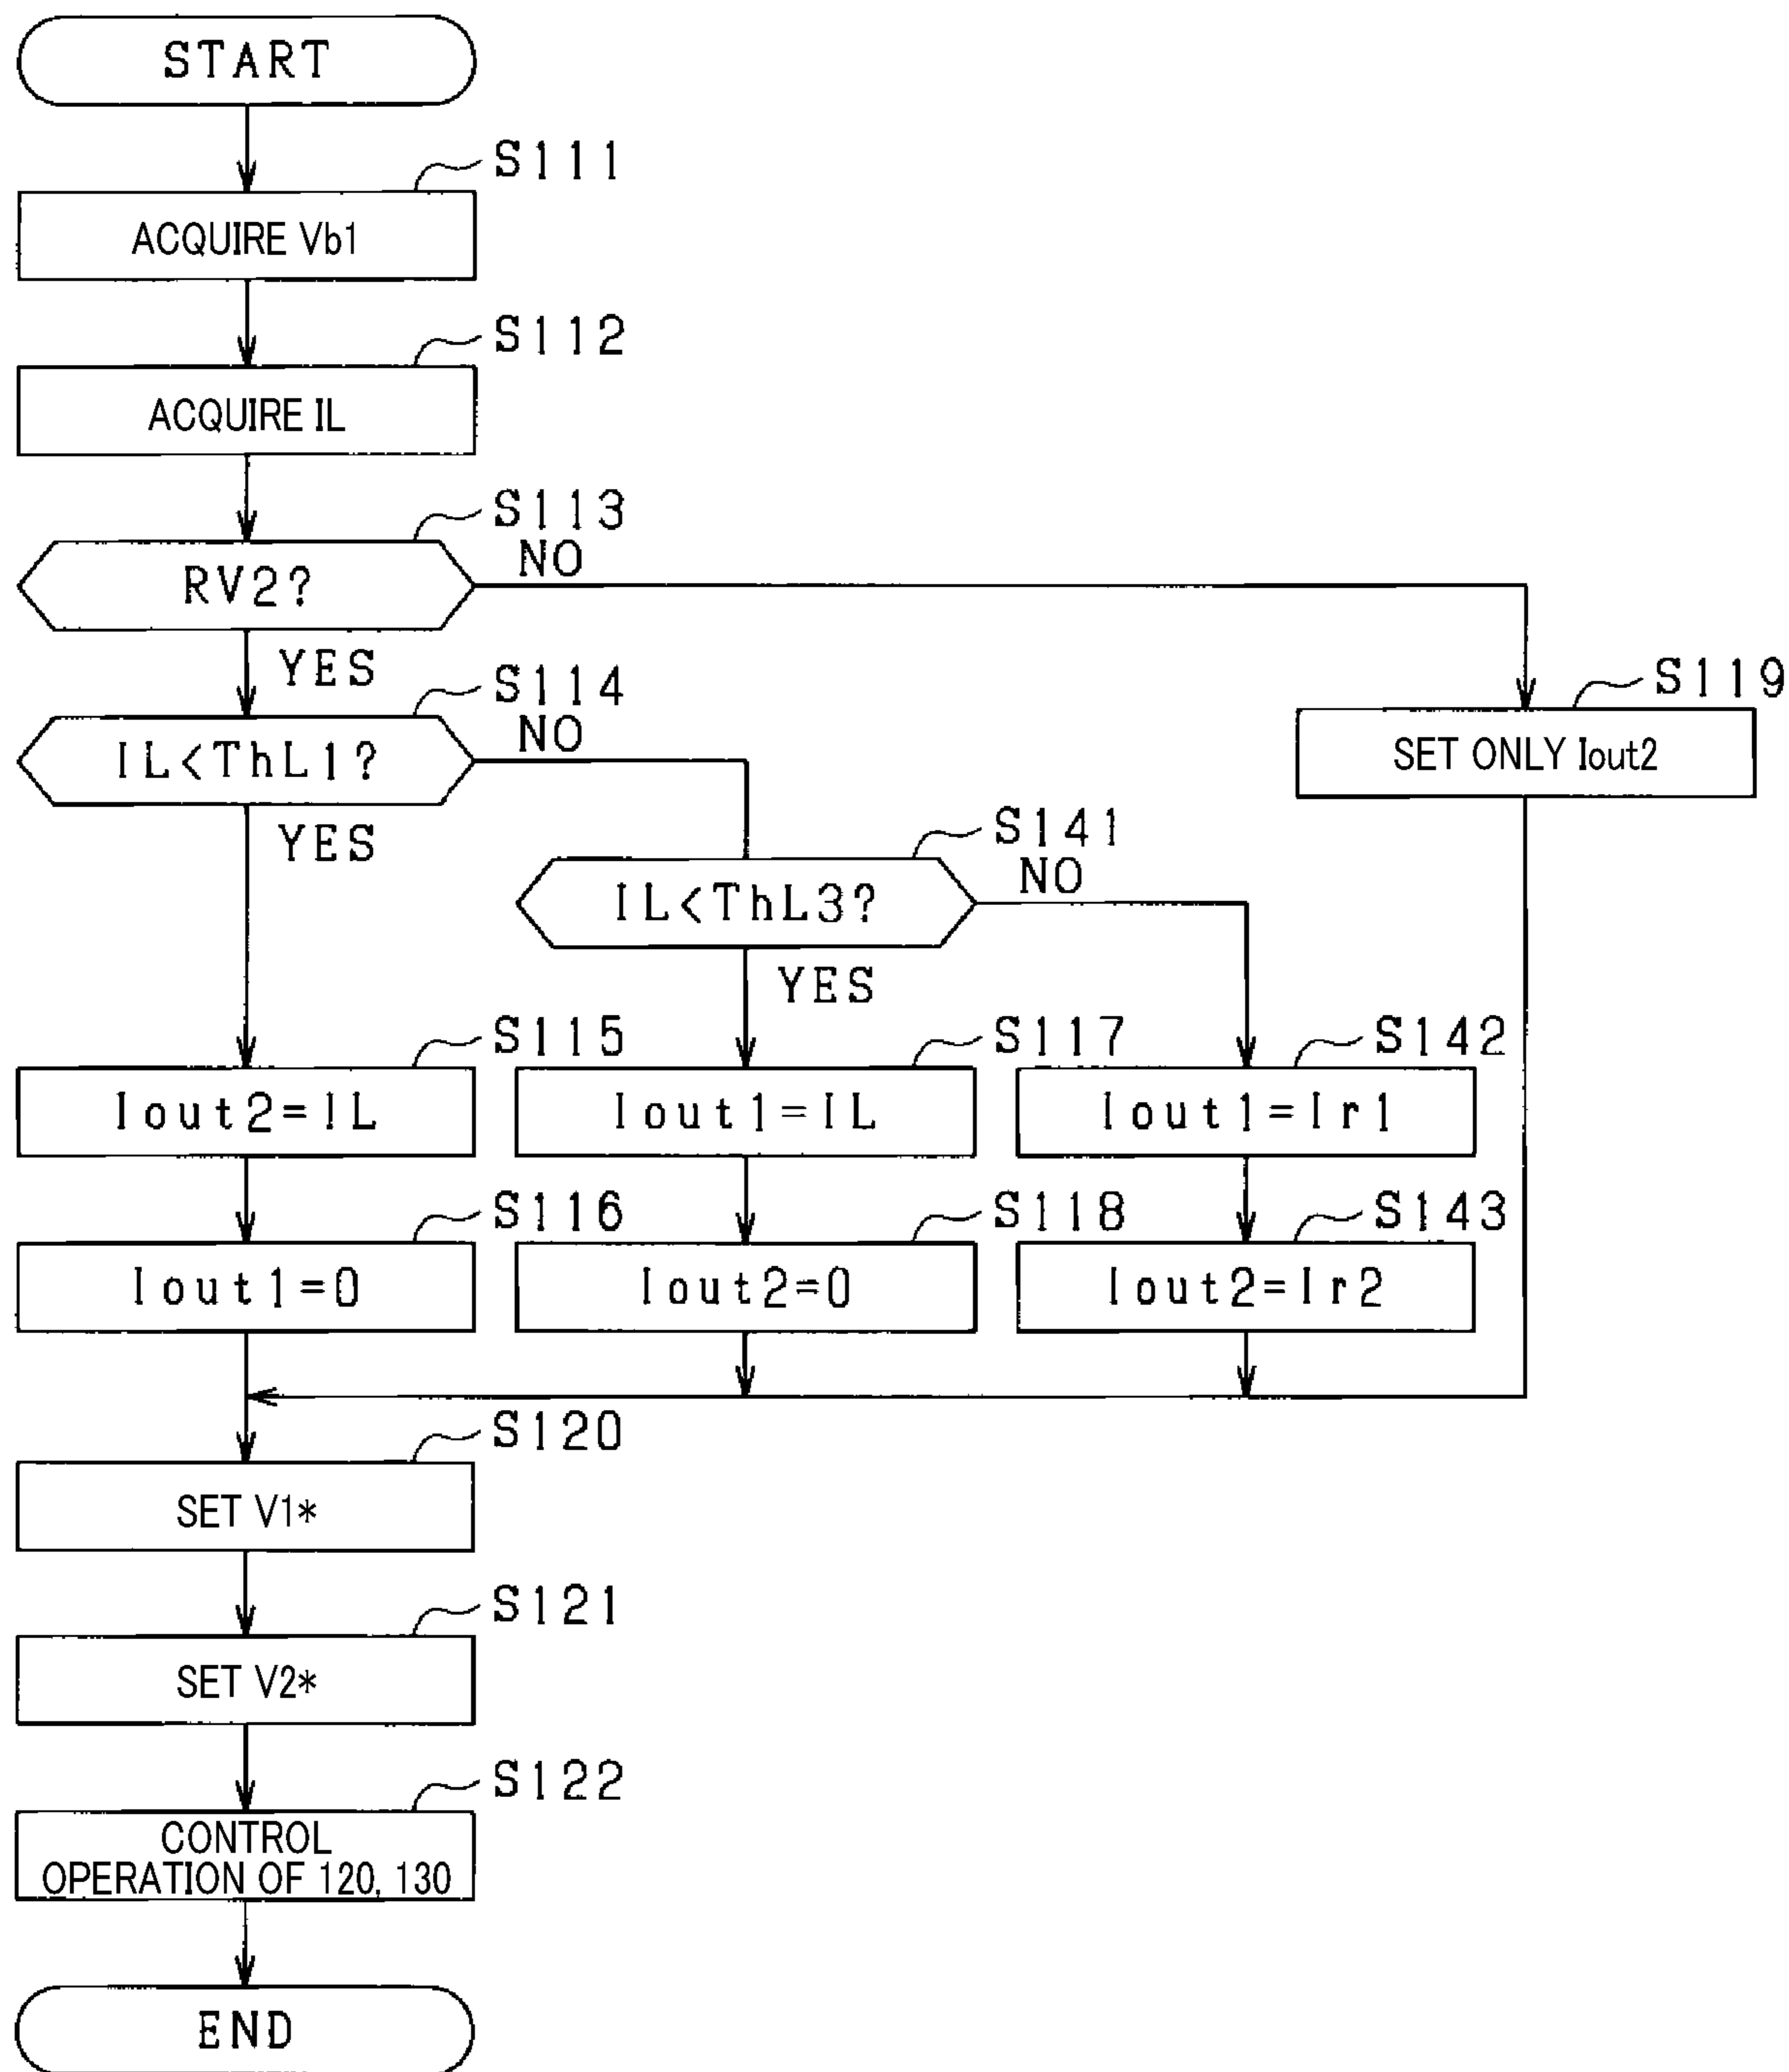 START
S111
ACQUIRE Vb1
S112
ACQUIRE IL
S113
RV2?
NO
YES
S114
IL<ThL1?
NO
YES
S119
SET ONLY Iout2
S141
IL<ThL3?
NO
YES
S115
Iout2=IL
S117
Iout1=IL
S142
Iout1=Ir1
S116
Iout1=0
S118
Iout2=0
S143
Iout2=Ir2
S120
SET V1*
S121
SET V2*
S122
CONTROL
OPERATION OF 120, 130
END